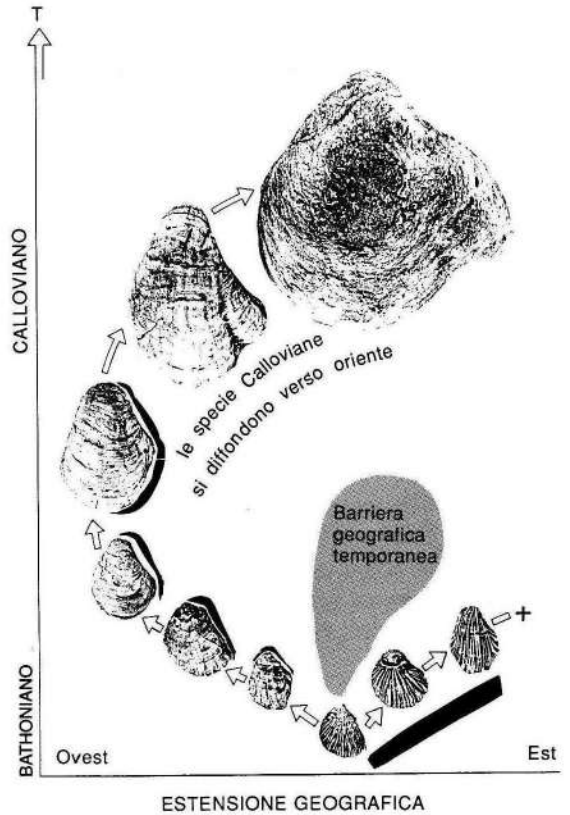 T
CALLOVIANO
le specie Calloviane
si diffondono verso oriente
Barriera
geografica
temporanea
+
BATHONIANO
Ovest
Est
ESTENSIONE GEOGRAFICA